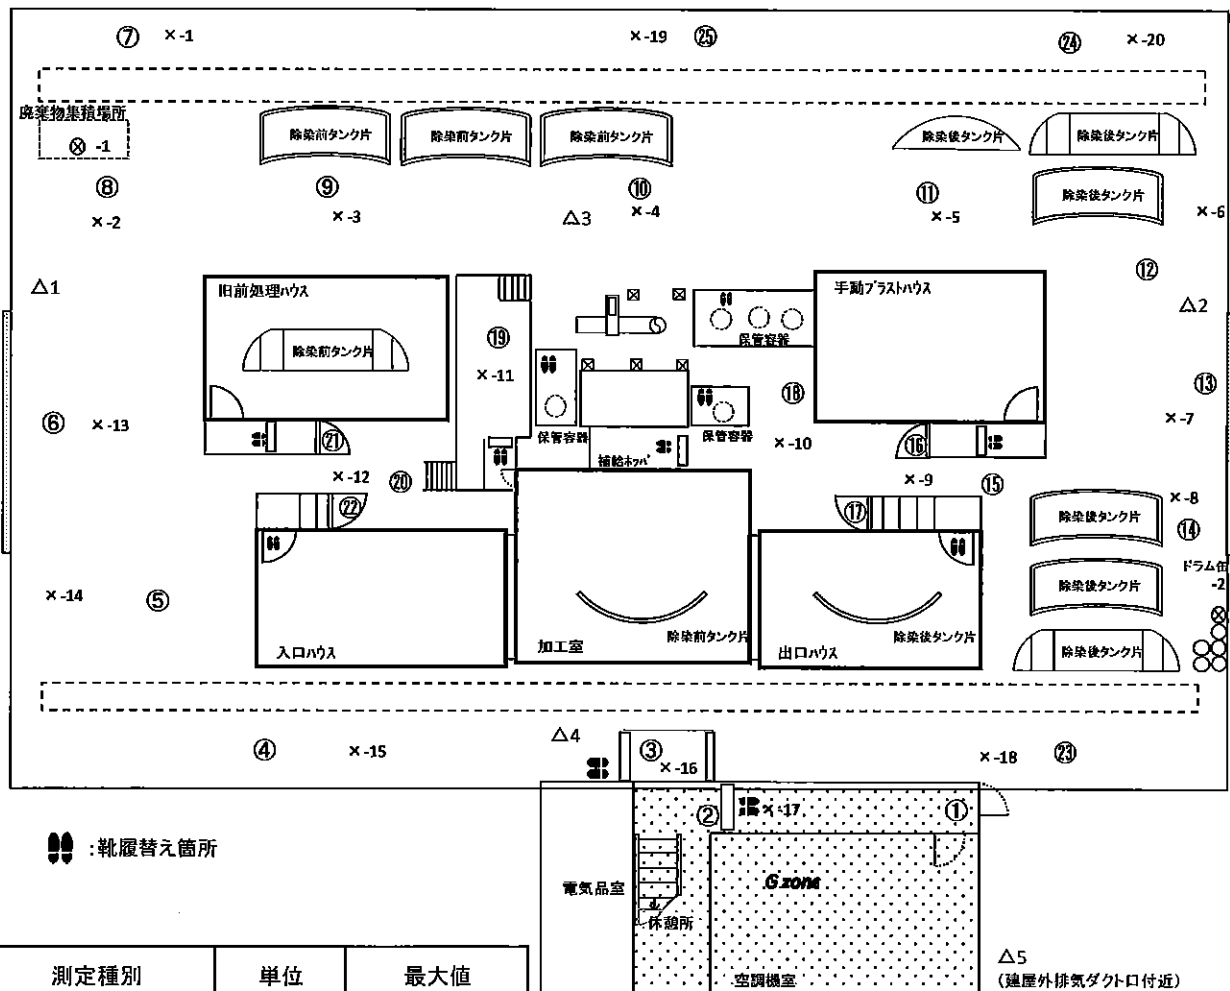 ⑦ ×-1 ×-19 ㉕ ㉔ ×-20
廃棄物集積場所
⊗ -1
除染前タンク片 除染前タンク片 除染前タンク片 除染後タンク片 除染後タンク片
⑧ ⑨ ⑩ ⑪ 除染後タンク片
×-2 ×-3 △3 ×-4 ×-5 ×-6
⑫
△1 旧前処理ハウス 手動ブラストハウス △2
保管容器
⑲ 除染前タンク片
×-11 ⑱ ⑬
⑥ ×-13 保管容器 保管容器 ×-7
㉑ 補給ホッパ ×-10 ⑯
×-12 ⑳ ×-9 ⑮
㉒ ⑰ ×-8
除染後タンク片 ⑭
ドラム缶
-2
×-14 ⑤ 除染後タンク片
除染前タンク片 除染後タンク片
入口ハウス 加工室 出口ハウス 除染後タンク片
④ ×-15 △4 ③ ×-16 ×-18 ㉓
② ×-17 ①
:靴履替え箇所
G zone
電気品室
休憩所
測定種別 単位 最大値
空調機室
△5
(建屋外排気ダクト口付近)